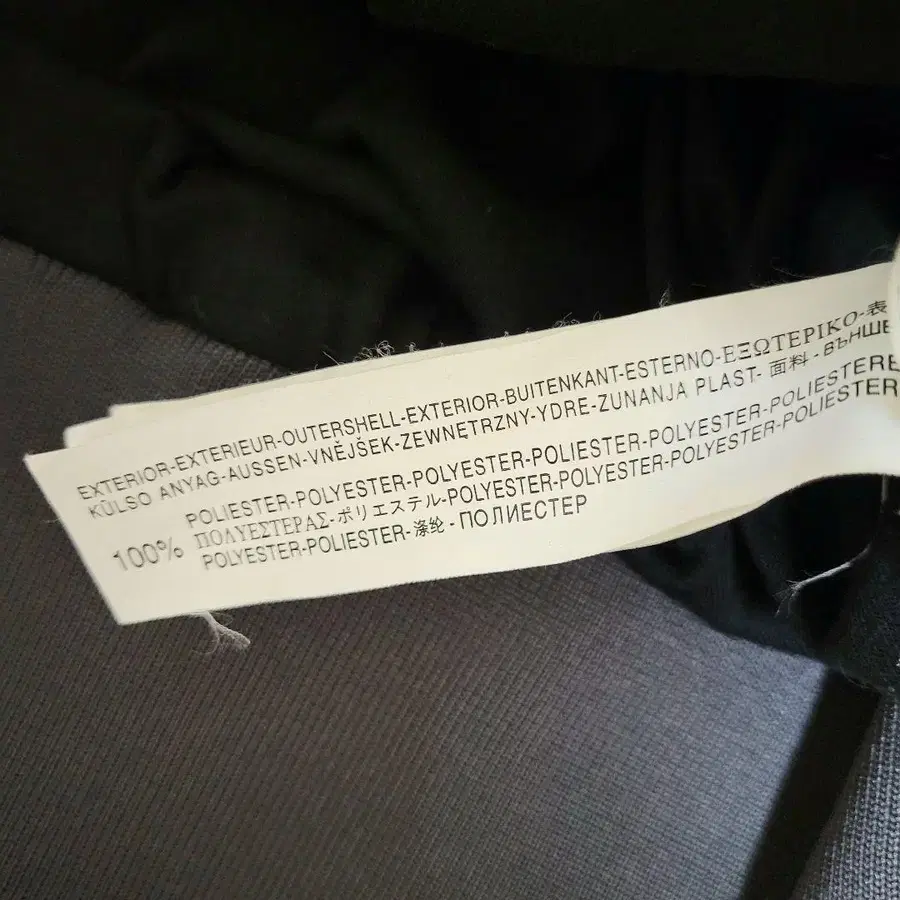 EXTERIOR-EXTERIEUR-OUTERSHELL-EXTERIOR-BUITENKANT-ESTERNO-ΕΞΩΤΕΡΙΚΟ-表
KÜLSO ANYAG-AUSSEN-VNĚJŠEK-ZEWNĘTRZNY-YDRE-ZUNANJA PLAST-面料-ВЪНШЕ
POLIESTER-POLYESTER-POLYESTER-POLIESTER-POLYESTER-POLIESTERE
100% ΠΟΛΥΕΣΤΕΡΑΣ-ポリエステル-POLYESTER-POLYESTER-POLYESTER-POLIESTER
POLYESTER-POLIESTER-涤纶-ПОЛИЕСТЕР